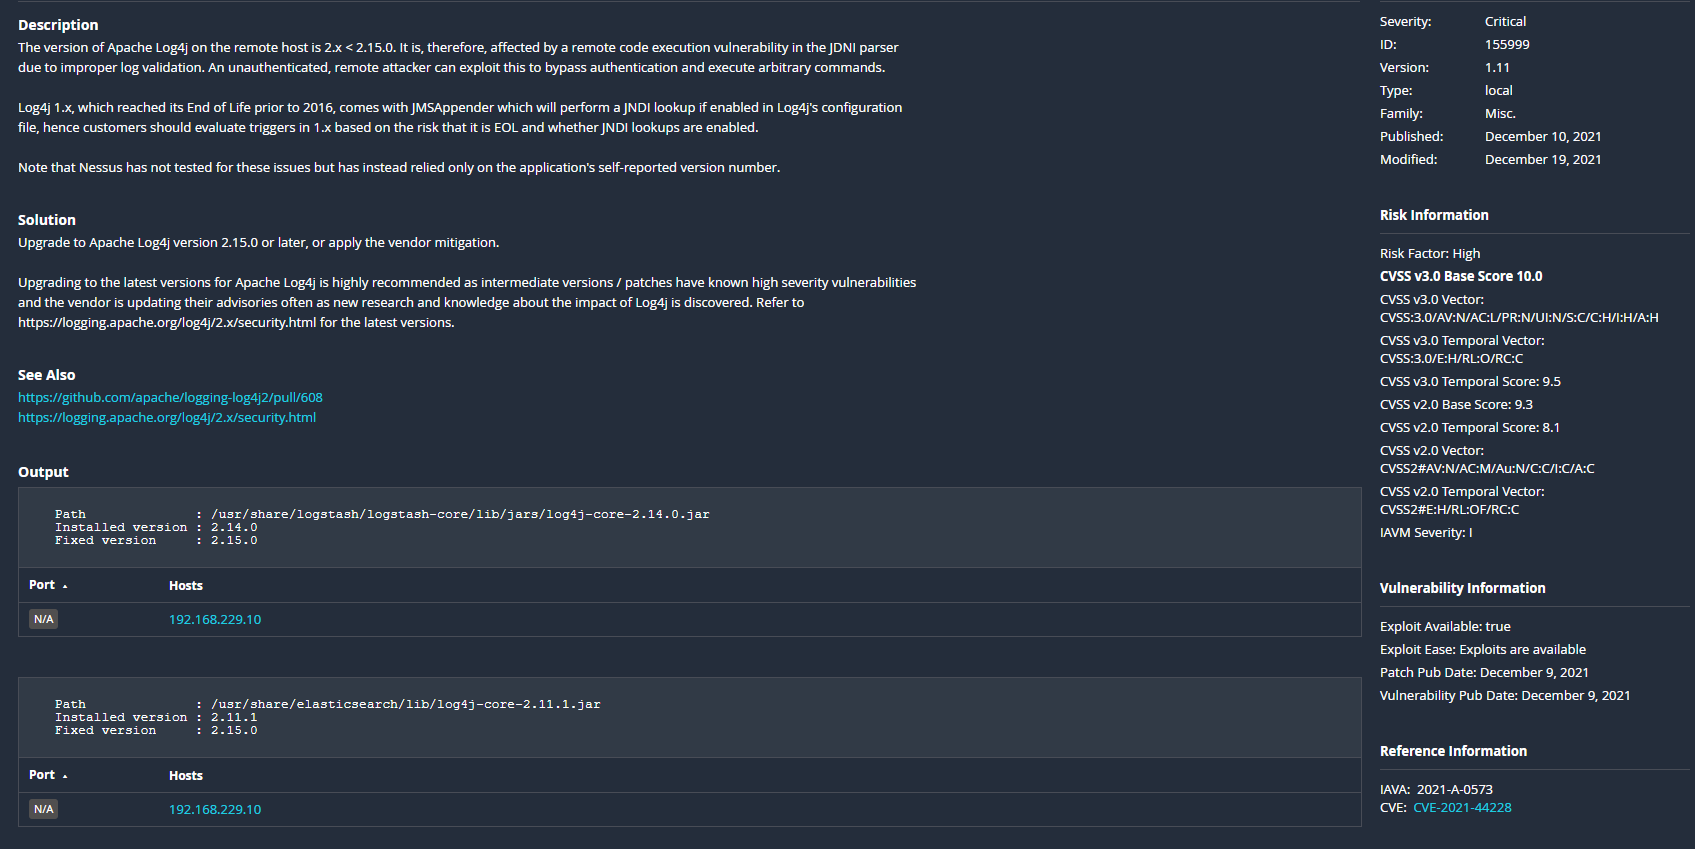 Description
The version of Apache Log4j on the remote host is 2.x < 2.15.0. It is, therefore, affected by a remote code execution vulnerability in the JDNI parser
due to improper log validation. An unauthenticated, remote attacker can exploit this to bypass authentication and execute arbitrary commands.
Log4j 1.x, which reached its End of Life prior to 2016, comes with JMSAppender which will perform a JNDI lookup if enabled in Log4j's configuration
file, hence customers should evaluate triggers in 1.x based on the risk that it is EOL and whether JNDI lookups are enabled.
Note that Nessus has not tested for these issues but has instead relied only on the application's self-reported version number.
Solution
Upgrade to Apache Log4j version 2.15.0 or later, or apply the vendor mitigation.
Upgrading to the latest versions for Apache Log4j is highly recommended as intermediate versions / patches have known high severity vulnerabilities
and the vendor is updating their advisories often as new research and knowledge about the impact of Log4j is discovered. Refer to
https://logging.apache.org/log4j/2.x/security.html for the latest versions.
See Also
https://github.com/apache/logging-log4j2/pull/608
https://logging.apache.org/log4j/2.x/security.html
Output
Path : /usr/share/logstash/logstash-core/lib/jars/log4j-core-2.14.0.jar
Installed version : 2.14.0
Fixed version : 2.15.0
Port Hosts
N/A 192.168.229.10
Path : /usr/share/elasticsearch/lib/log4j-core-2.11.1.jar
Installed version : 2.11.1
Fixed version : 2.15.0
Port Hosts
N/A 192.168.229.10
Severity: Critical
ID: 155999
Version: 1.11
Type: local
Family: Misc.
Published: December 10, 2021
Modified: December 19, 2021
Risk Information
Risk Factor: High
CVSS v3.0 Base Score 10.0
CVSS v3.0 Vector:
CVSS:3.0/AV:N/AC:L/PR:N/UI:N/S:C/C:H/I:H/A:H
CVSS v3.0 Temporal Vector:
CVSS:3.0/E:H/RL:O/RC:C
CVSS v3.0 Temporal Score: 9.5
CVSS v2.0 Base Score: 9.3
CVSS v2.0 Temporal Score: 8.1
CVSS v2.0 Vector:
CVSS2#AV:N/AC:M/Au:N/C:C/I:C/A:C
CVSS v2.0 Temporal Vector:
CVSS2#E:H/RL:OF/RC:C
IAVM Severity: I
Vulnerability Information
Exploit Available: true
Exploit Ease: Exploits are available
Patch Pub Date: December 9, 2021
Vulnerability Pub Date: December 9, 2021
Reference Information
IAVA: 2021-A-0573
CVE: CVE-2021-44228